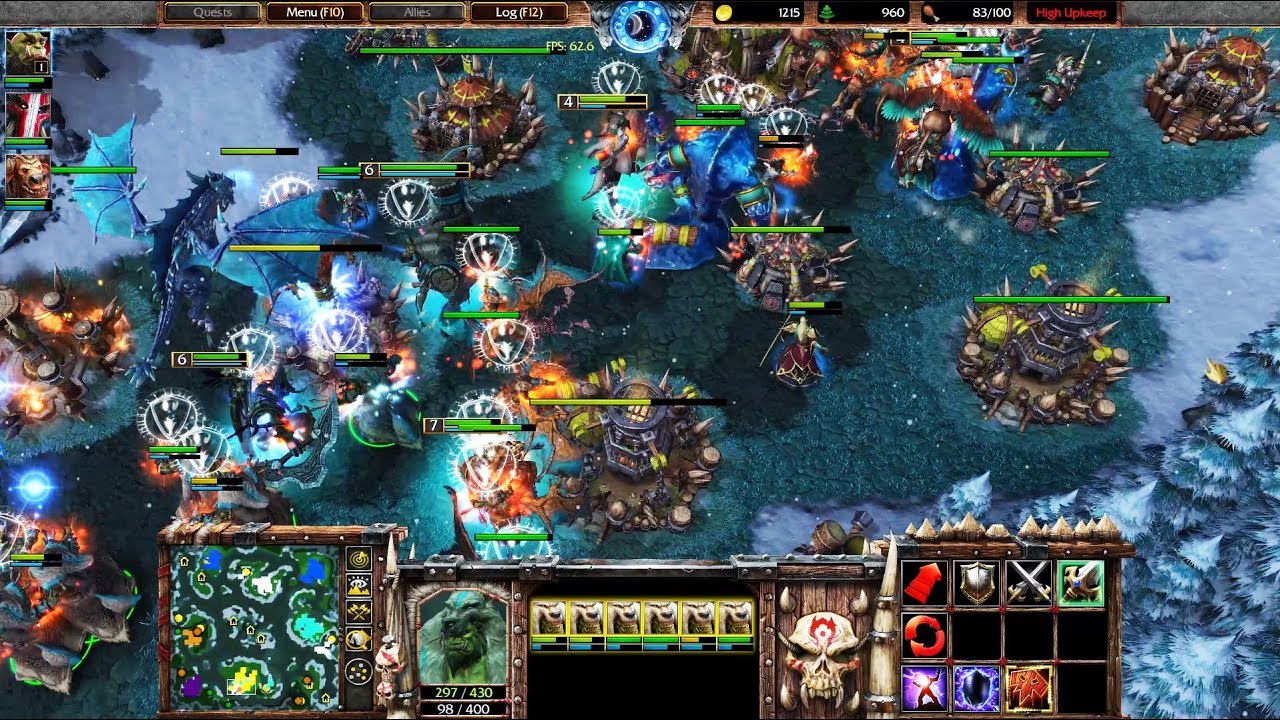 Quests
Menu (F10)
Allies
Log (F12)
1215
960
83/100
High Upkeep
FPS: 62.6
1
4
6
6
7
297 / 430
98 / 400